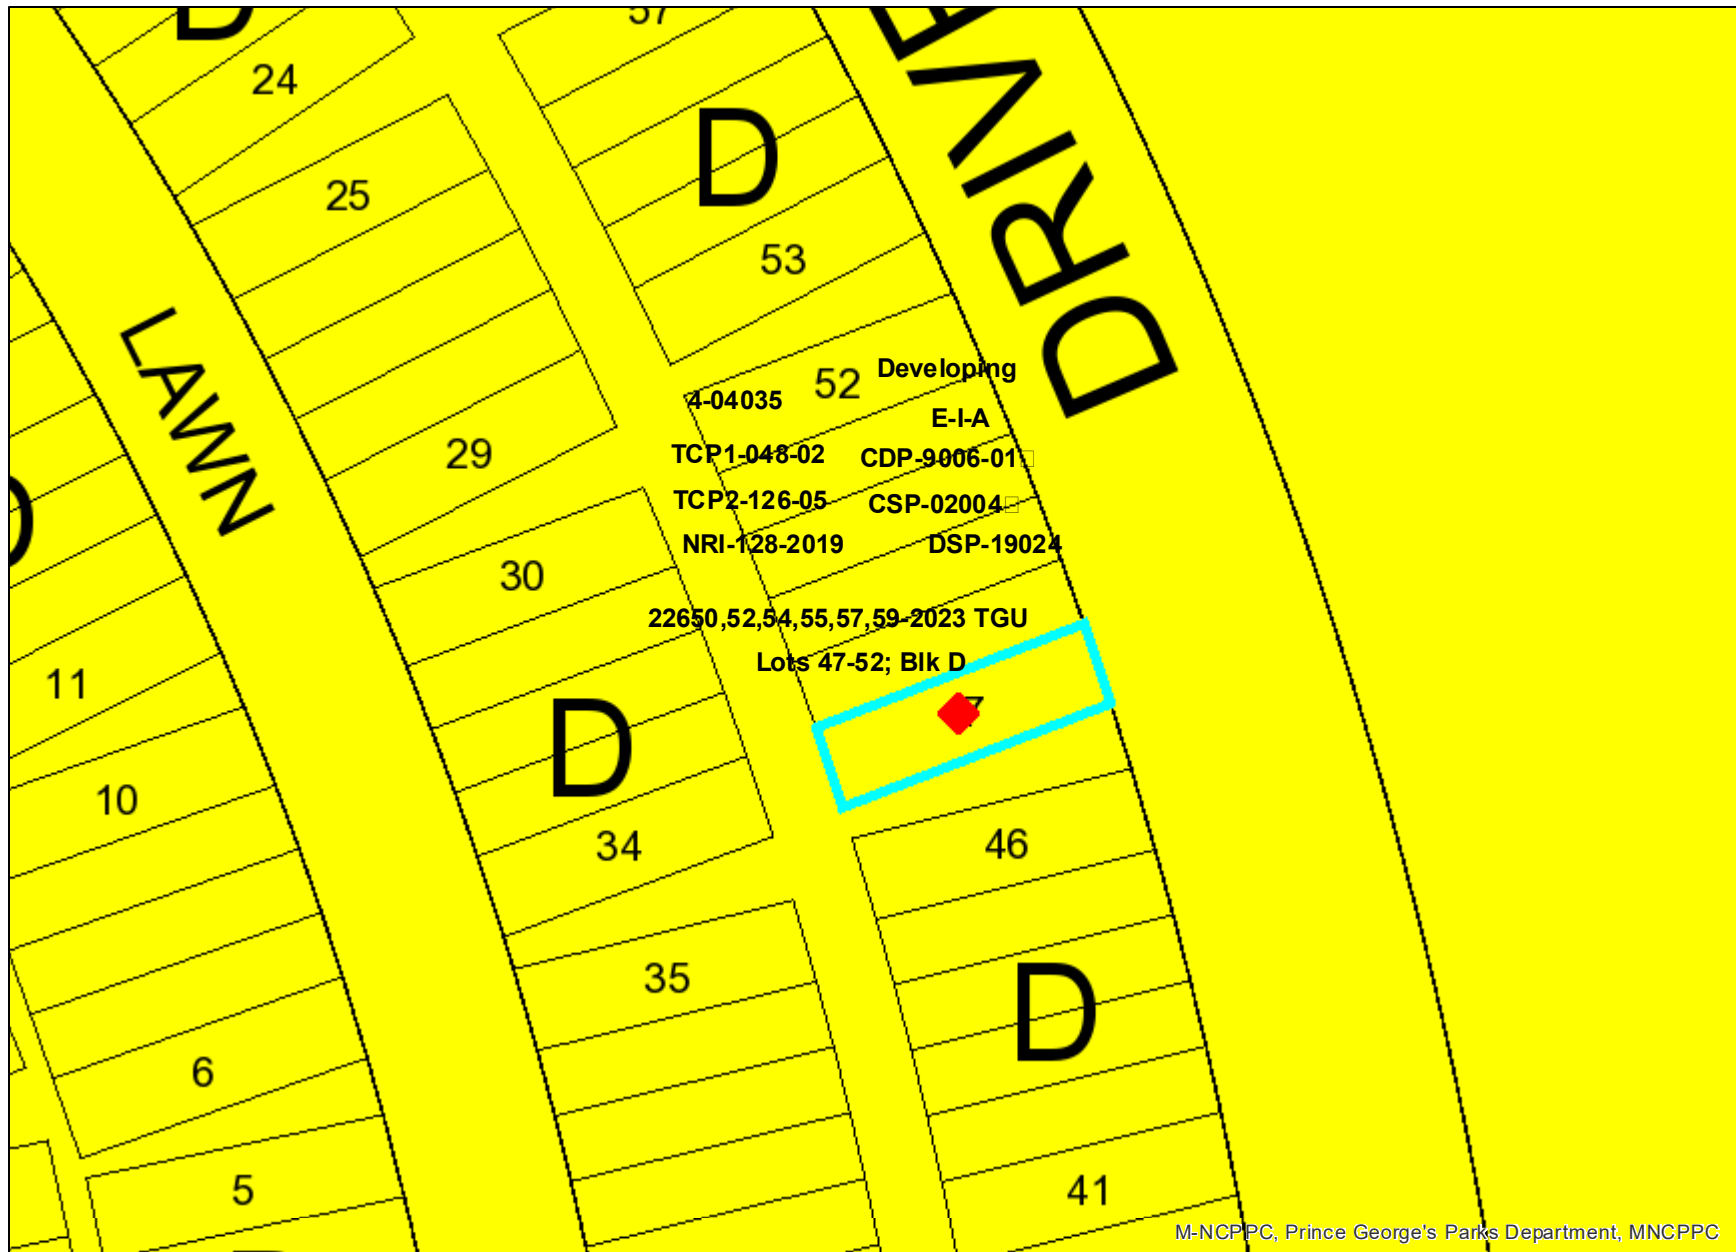 D
57
24
DRIVE
D
25
53
LAWN
52
Developing
4-04035
E-I-A
29
TCP1-048-02
CDP-9006-01
TCP2-126-05
CSP-02004
NRI-128-2019
DSP-19024
30
22650,52,54,55,57,59-2023 TGU
Lots 47-52; Blk D
11
7
D
10
34
46
35
D
6
5
41
M-NCPPC, Prince George's Parks Department, MNCPPC